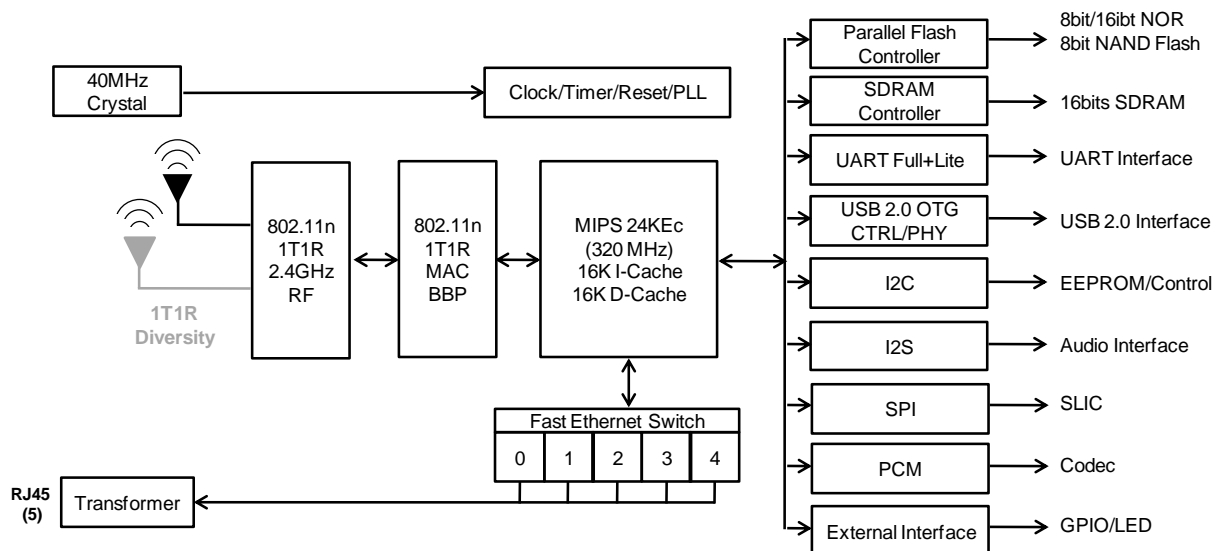 40MHz
Crystal
Clock/Timer/Reset/PLL
1T1R
Diversity
802.11n
1T1R
2.4GHz
RF
802.11n
1T1R
MAC
BBP
MIPS 24KEc
(320 MHz)
16K I-Cache
16K D-Cache
Fast Ethernet Switch
0 1 2 3 4
RJ45
(5)
Transformer
Parallel Flash
Controller
8bit/16ibt NOR
8bit NAND Flash
SDRAM
Controller
16bits SDRAM
UART Full+Lite
UART Interface
USB 2.0 OTG
CTRL/PHY
USB 2.0 Interface
I2C
EEPROM/Control
I2S
Audio Interface
SPI
SLIC
PCM
Codec
External Interface
GPIO/LED